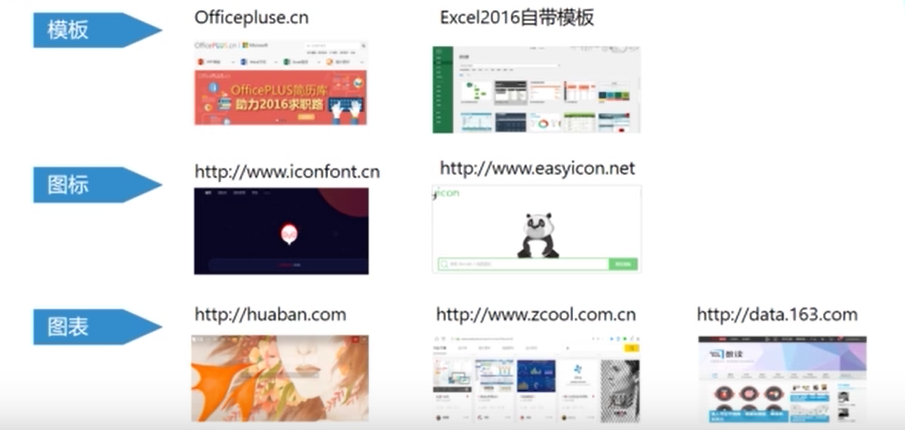 模板
Officepluse.cn
Excel2016自带模板
OfficePLUS.cn
Microsoft
OfficePLUS简历库
助力2016求职路
图标
http://www.iconfont.cn
http://www.easyicon.net
icon
图表
http://huaban.com
http://www.zcool.com.cn
http://data.163.com
数读